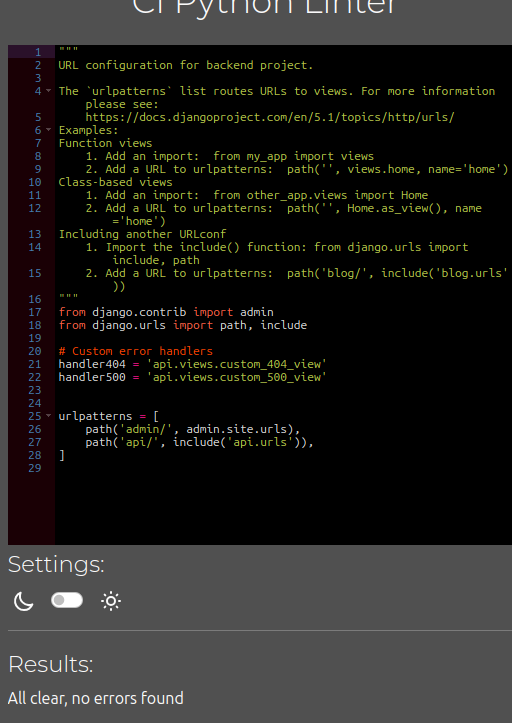 CI Python Linter
1 """
2 URL configuration for backend project.
3
4 The `urlpatterns` list routes URLs to views. For more information
please see:
5     https://docs.djangoproject.com/en/5.1/topics/http/urls/
6 Examples:
7 Function views
8     1. Add an import:  from my_app import views
9     2. Add a URL to urlpatterns:  path('', views.home, name='home')
10 Class-based views
11     1. Add an import:  from other_app.views import Home
12     2. Add a URL to urlpatterns:  path('', Home.as_view(), name
='home')
13 Including another URLconf
14     1. Import the include() function: from django.urls import
include, path
15     2. Add a URL to urlpatterns:  path('blog/', include('blog.urls'
))
16 """
17 from django.contrib import admin
18 from django.urls import path, include
19
20 # Custom error handlers
21 handler404 = 'api.views.custom_404_view'
22 handler500 = 'api.views.custom_500_view'
23
24
25 urlpatterns = [
26     path('admin/', admin.site.urls),
27     path('api/', include('api.urls')),
28 ]
29
Settings:
Results:
All clear, no errors found